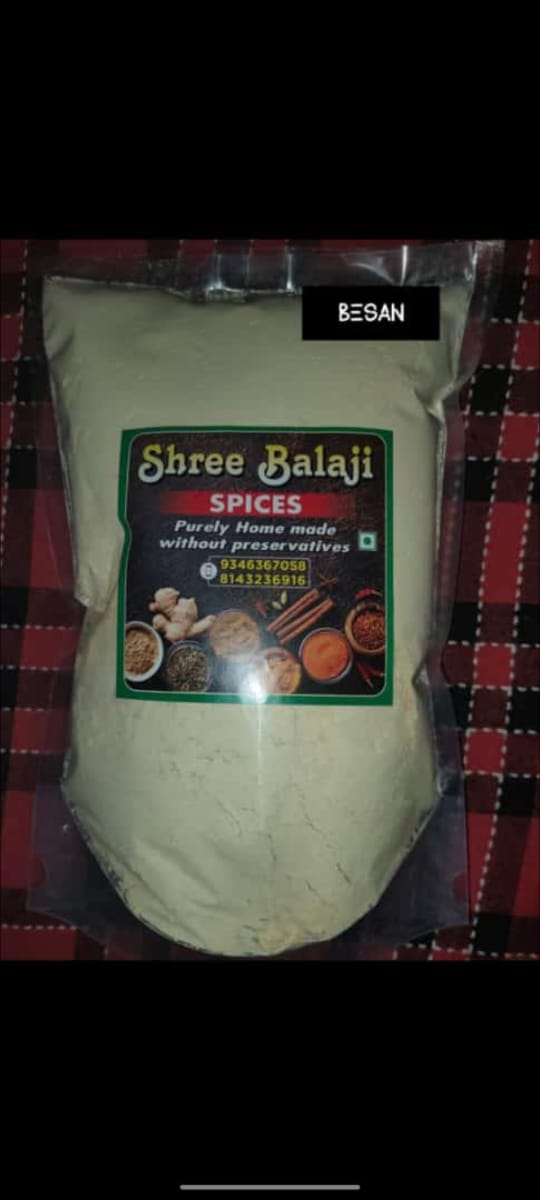 BESAN
Shree Balaji
SPICES
Purely Home made
without preservatives
9346367058
8143236916